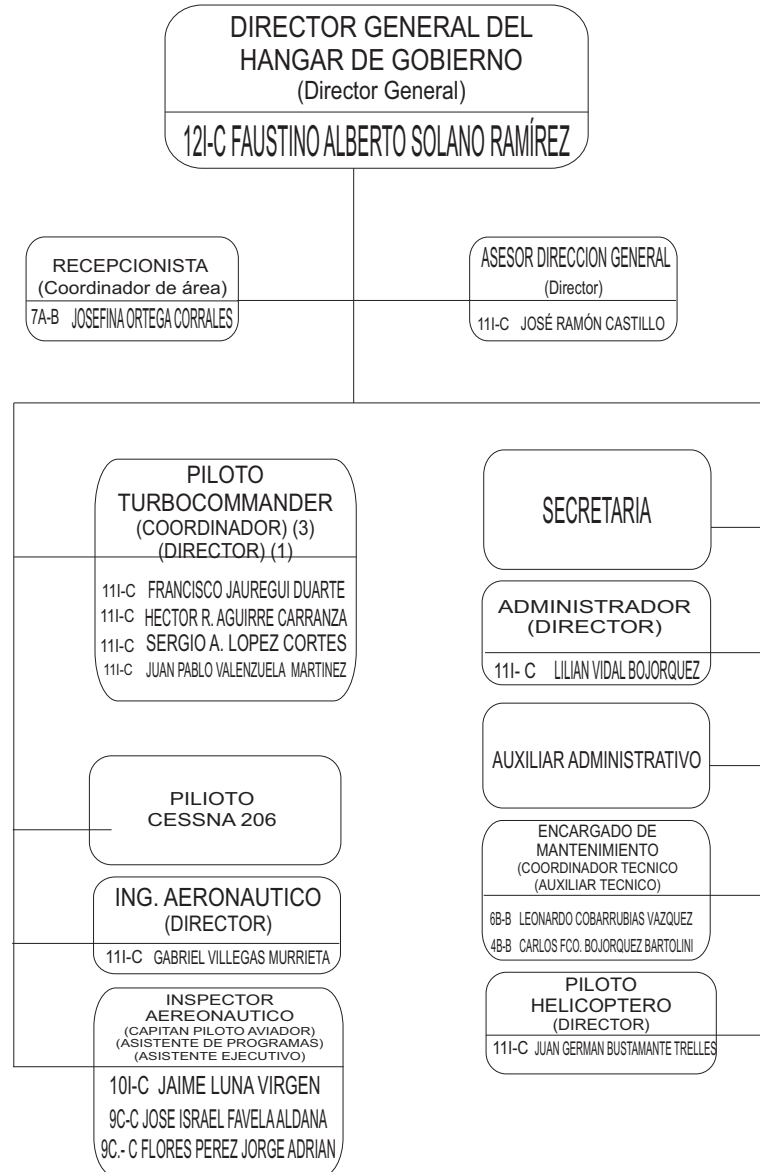 DIRECTOR GENERAL DEL
HANGAR DE GOBIERNO
(Director General)
12I-C FAUSTINO ALBERTO SOLANO RAMÍREZ
RECEPCIONISTA
(Coordinador de área)
7A-B JOSEFINA ORTEGA CORRALES
ASESOR DIRECCION GENERAL
(Director)
11I-C JOSÉ RAMÓN CASTILLO
PILOTO
TURBOCOMMANDER
(COORDINADOR) (3)
(DIRECTOR) (1)
11I-C FRANCISCO JAUREGUI DUARTE
11I-C HECTOR R. AGUIRRE CARRANZA
11I-C SERGIO A. LOPEZ CORTES
11I-C JUAN PABLO VALENZUELA MARTINEZ
PILIOTO
CESSNA 206
ING. AERONAUTICO
(DIRECTOR)
11I-C GABRIEL VILLEGAS MURRIETA
INSPECTOR
AEREONAUTICO
(CAPITAN PILOTO AVIADOR)
(ASISTENTE DE PROGRAMAS)
(ASISTENTE EJECUTIVO)
10I-C JAIME LUNA VIRGEN
9C-C JOSE ISRAEL FAVELA ALDANA
9C.- C FLORES PEREZ JORGE ADRIAN
SECRETARIA
ADMINISTRADOR
(DIRECTOR)
11I- C LILIAN VIDAL BOJORQUEZ
AUXILIAR ADMINISTRATIVO
ENCARGADO DE
MANTENIMIENTO
(COORDINADOR TECNICO
(AUXILIAR TECNICO)
6B-B LEONARDO COBARRUBIAS VAZQUEZ
4B-B CARLOS FCO. BOJORQUEZ BARTOLINI
PILOTO
HELICOPTERO
(DIRECTOR)
11I-C JUAN GERMAN BUSTAMANTE TRELLES